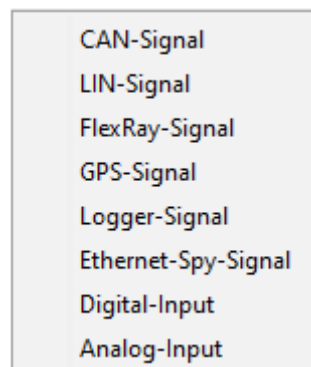 CAN-Signal
LIN-Signal
FlexRay-Signal
GPS-Signal
Logger-Signal
Ethernet-Spy-Signal
Digital-Input
Analog-Input